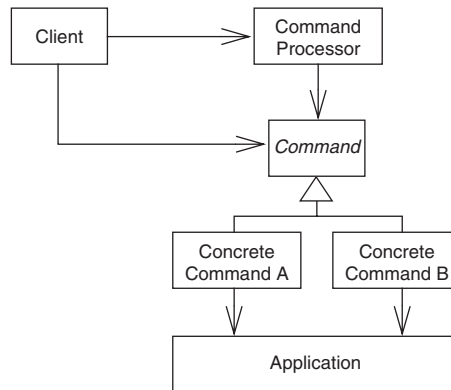 Client
Command
Processor
Command
Concrete
Command A
Concrete
Command B
Application